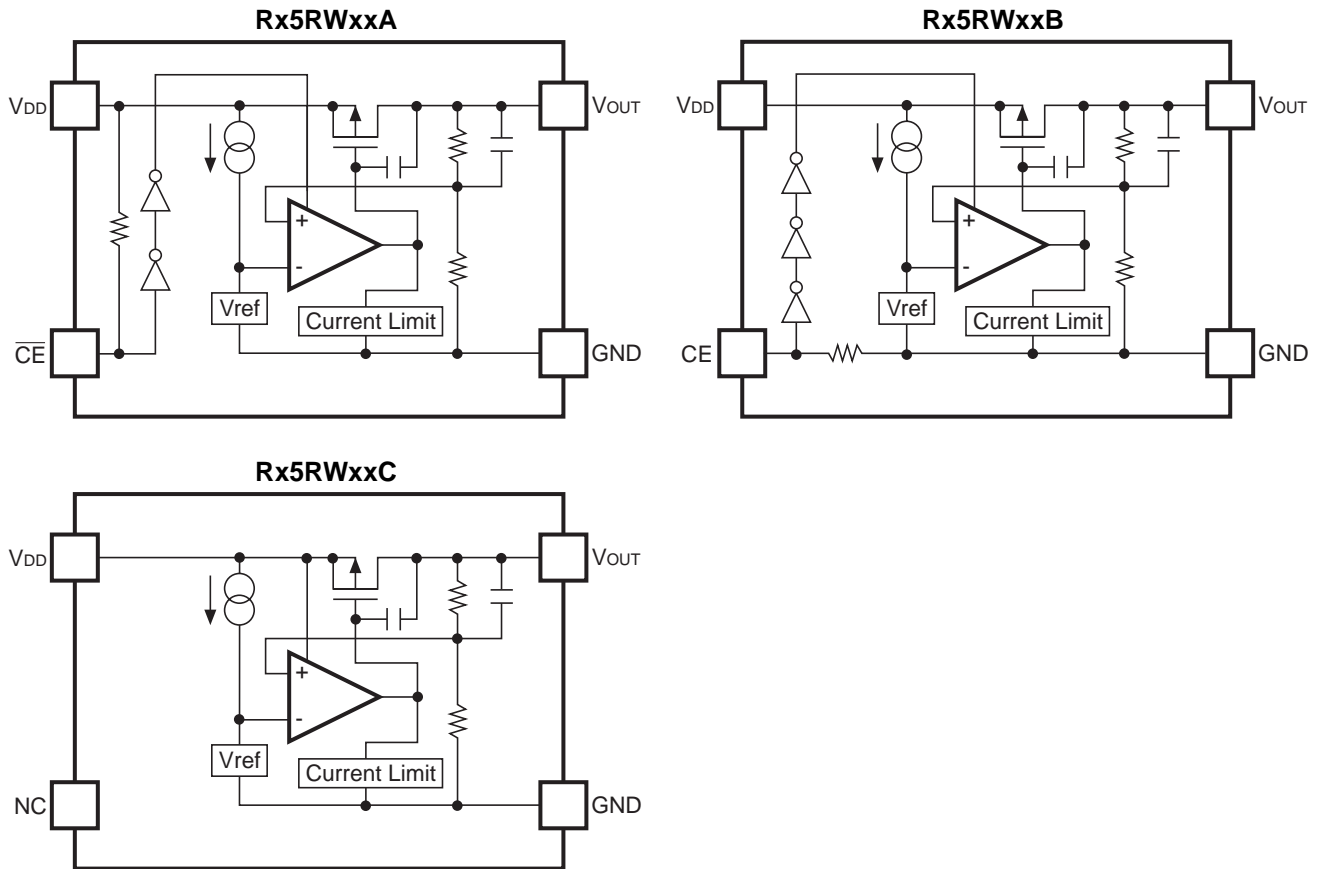 Rx5RWxxA
VDD
VOUT
+
-
Vref
Current Limit
C̅E̅
GND
Rx5RWxxB
VDD
VOUT
+
-
Vref
Current Limit
CE
GND
Rx5RWxxC
VDD
VOUT
+
-
Vref
Current Limit
NC
GND